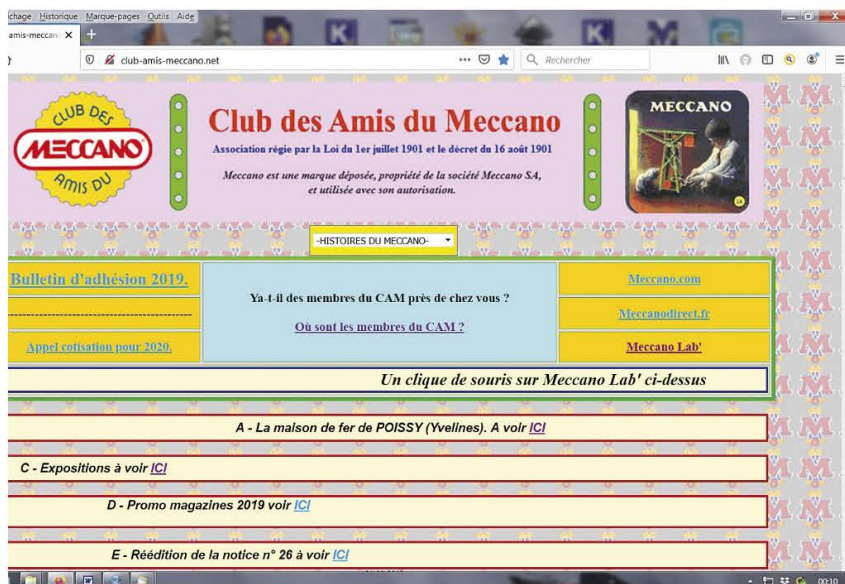 chage Historique Marque-pages Outils Aide
amis-meccan
club-amis-meccano.net
Rechercher
CLUB DES
MECCANO
AMIS DU
Club des Amis du Meccano
Association régie par la Loi du 1er juillet 1901 et le décret du 16 août 1901
Meccano est une marque déposée, propriété de la société Meccano SA,
et utilisée avec son autorisation.
MECCANO
-HISTOIRES DU MECCANO-
Bulletin d'adhésion 2019.
Appel cotisation pour 2020.
Ya-t-il des membres du CAM près de chez vous ?
Où sont les membres du CAM ?
Meccano.com
Meccanodirect.fr
Meccano Lab'
Un clique de souris sur Meccano Lab' ci-dessus
A - La maison de fer de POISSY (Yvelines). A voir ICI
C - Expositions à voir ICI
D - Promo magazines 2019 voir ICI
E - Réédition de la notice n° 26 à voir ICI
00:10